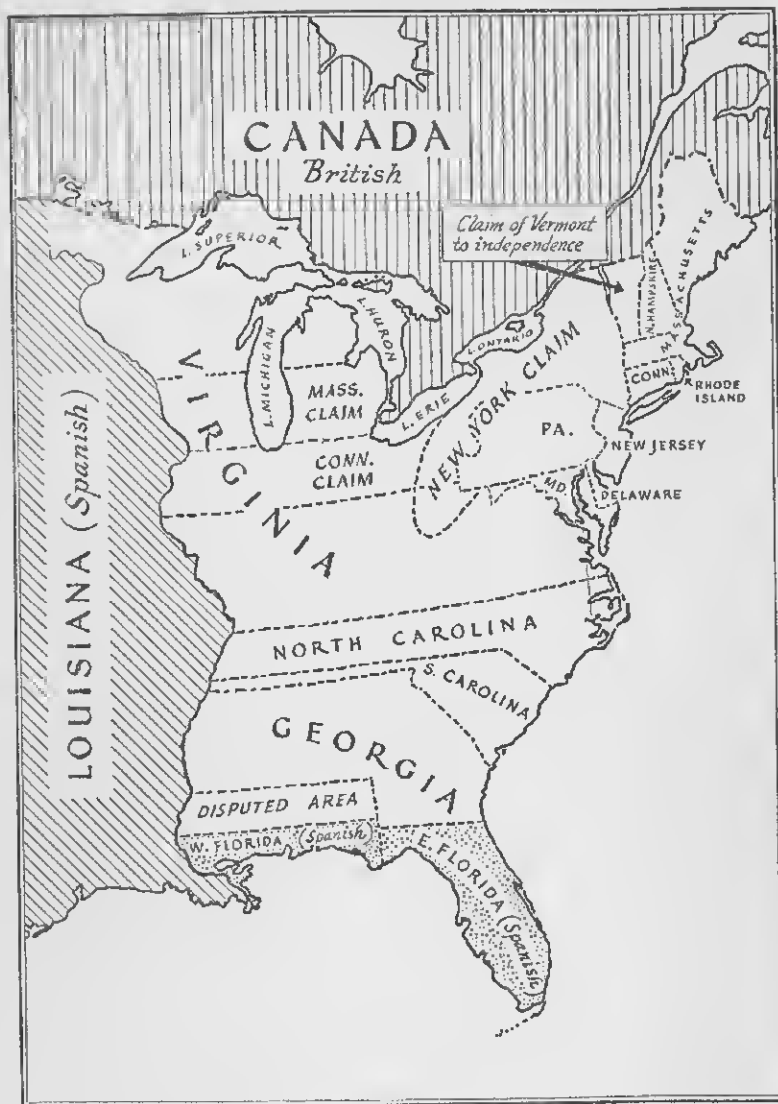 CANADA
British
Claim of Vermont
to independence
L. SUPERIOR
L. HURON
L. MICHIGAN
L. ONTARIO
L. ERIE
N. HAMPSHIRE
MASSACHUSETTS
CONN.
RHODE
ISLAND
NEW YORK CLAIM
MASS.
CLAIM
CONN.
CLAIM
PA.
NEW JERSEY
MD.
DELAWARE
VIRGINIA
LOUISIANA (Spanish)
NORTH CAROLINA
S. CAROLINA
GEORGIA
DISPUTED AREA
W. FLORIDA (Spanish)
E. FLORIDA (Spanish)